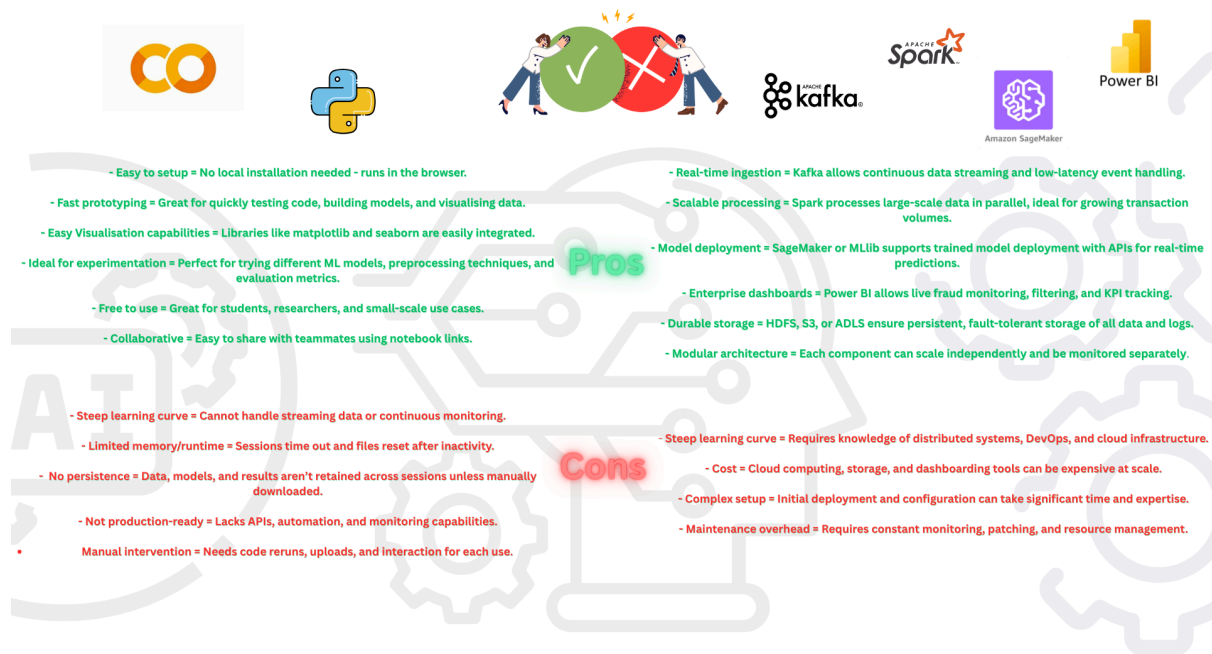 APACHE
Spark
Power BI
APACHE
kafka
Amazon SageMaker
- Easy to setup = No local installation needed - runs in the browser.
- Fast prototyping = Great for quickly testing code, building models, and visualising data.
- Easy Visualisation capabilities = Libraries like matplotlib and seaborn are easily integrated.
- Ideal for experimentation = Perfect for trying different ML models, preprocessing techniques, and
evaluation metrics.
- Free to use = Great for students, researchers, and small-scale use cases.
- Collaborative = Easy to share with teammates using notebook links.
Pros
- Real-time ingestion = Kafka allows continuous data streaming and low-latency event handling.
- Scalable processing = Spark processes large-scale data in parallel, ideal for growing transaction
volumes.
- Model deployment = SageMaker or MLlib supports trained model deployment with APIs for real-time
predictions.
- Enterprise dashboards = Power BI allows live fraud monitoring, filtering, and KPI tracking.
- Durable storage = HDFS, S3, or ADLS ensure persistent, fault-tolerant storage of all data and logs.
- Modular architecture = Each component can scale independently and be monitored separately.
AI
- Steep learning curve = Cannot handle streaming data or continuous monitoring.
- Limited memory/runtime = Sessions time out and files reset after inactivity.
- No persistence = Data, models, and results aren't retained across sessions unless manually
downloaded.
- Not production-ready = Lacks APIs, automation, and monitoring capabilities.
• Manual intervention = Needs code reruns, uploads, and interaction for each use.
Cons
- Steep learning curve = Requires knowledge of distributed systems, DevOps, and cloud infrastructure.
- Cost = Cloud computing, storage, and dashboarding tools can be expensive at scale.
- Complex setup = Initial deployment and configuration can take significant time and expertise.
- Maintenance overhead = Requires constant monitoring, patching, and resource management.